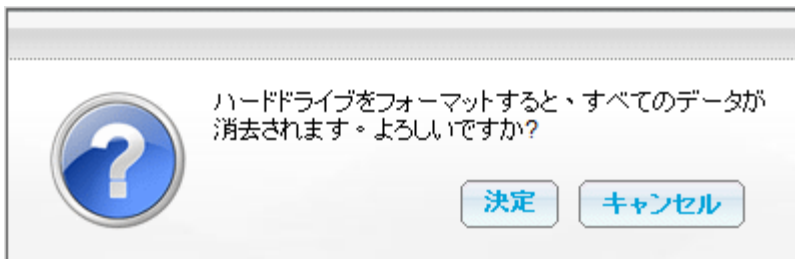 ハードドライブをフォーマットすると、すべてのデータが
消去されます。よろしいですか?
決定 キャンセル